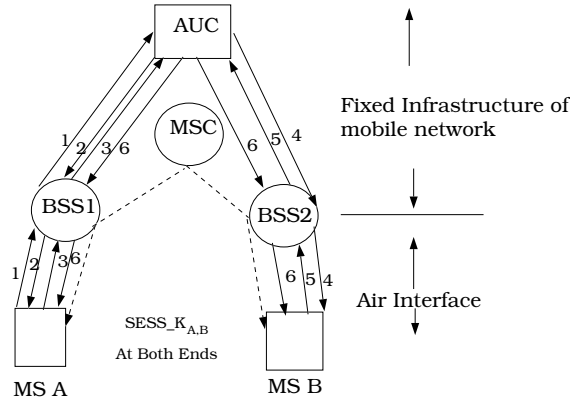 AUC
MSC
Fixed Infrastructure of
mobile network
1
2
3
6
6
5
4
BSS1
BSS2
1
2
3
6
6
5
4
Air Interface
SESS_K A,B
At Both Ends
MS A
MS B